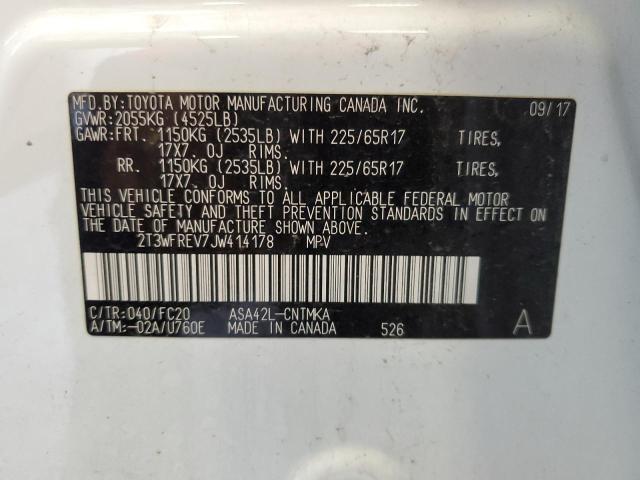 MFD.BY:TOYOTA MOTOR MANUFACTURING CANADA INC. 09/17
GVWR:2055KG (4525LB)
GAWR:FRT. 1150KG (2535LB) WITH 225/65R17 TIRES,
17X7 OJ RIMS.
RR. 1150KG (2535LB) WITH 225/65R17 TIRES,
17X7 OJ RIMS.
THIS VEHICLE CONFORMS TO ALL APPLICABLE FEDERAL MOTOR
VEHICLE SAFETY AND THEFT PREVENTION STANDARDS IN EFFECT ON
THE DATE OF MANUFACTURE SHOWN ABOVE.
2T3WFREV7JW414178 MPV
C/TR:040/FC20 ASA42L-CNTMKA
A/TM:-02A/U760E MADE IN CANADA 526 A